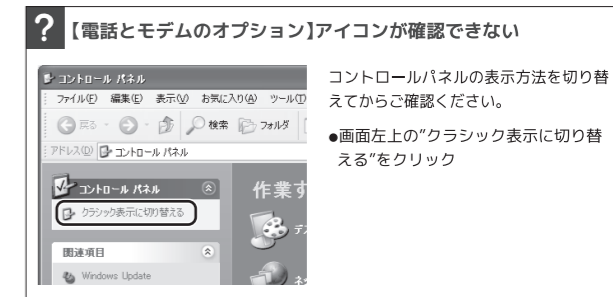 ? 【電話とモデムのオプション】アイコンが確認できない
コントロール パネル
ファイル(F) 編集(E) 表示(V) お気に入り(A) ツール(T)
戻る 検索 フォルダ
アドレス(D) コントロール パネル
コントロール パネル
クラシック表示に切り替える
作業す
関連項目
デス
Windows Update
ネ
コントロールパネルの表示方法を切り替
えてからご確認ください。
●画面左上の”クラシック表示に切り替
える”をクリック